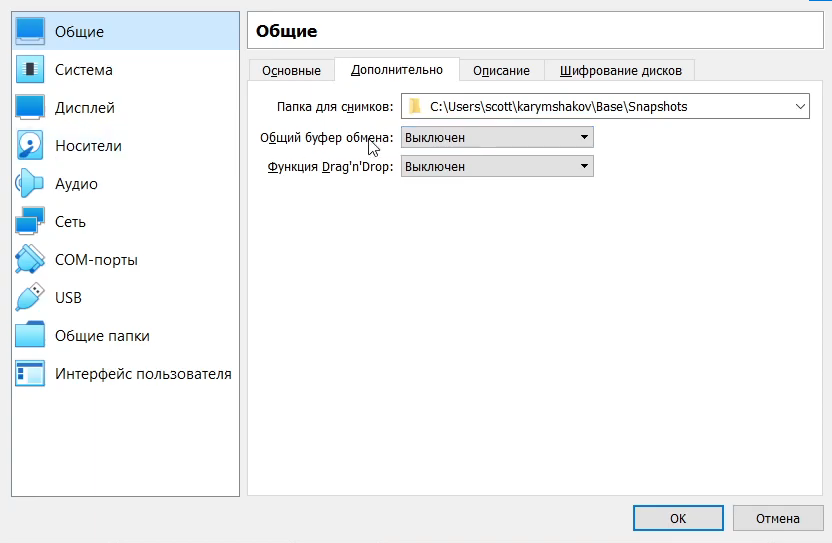 Общие
Система
Дисплей
Носители
Аудио
Сеть
COM-порты
USB
Общие папки
Интерфейс пользователя
Общие
Основные Дополнительно Описание Шифрование дисков
Папка для снимков: C:\Users\scott\karymshakov\Base\Snapshots
Общий буфер обмена: Выключен
Функция Drag'n'Drop: Выключен
OK Отмена